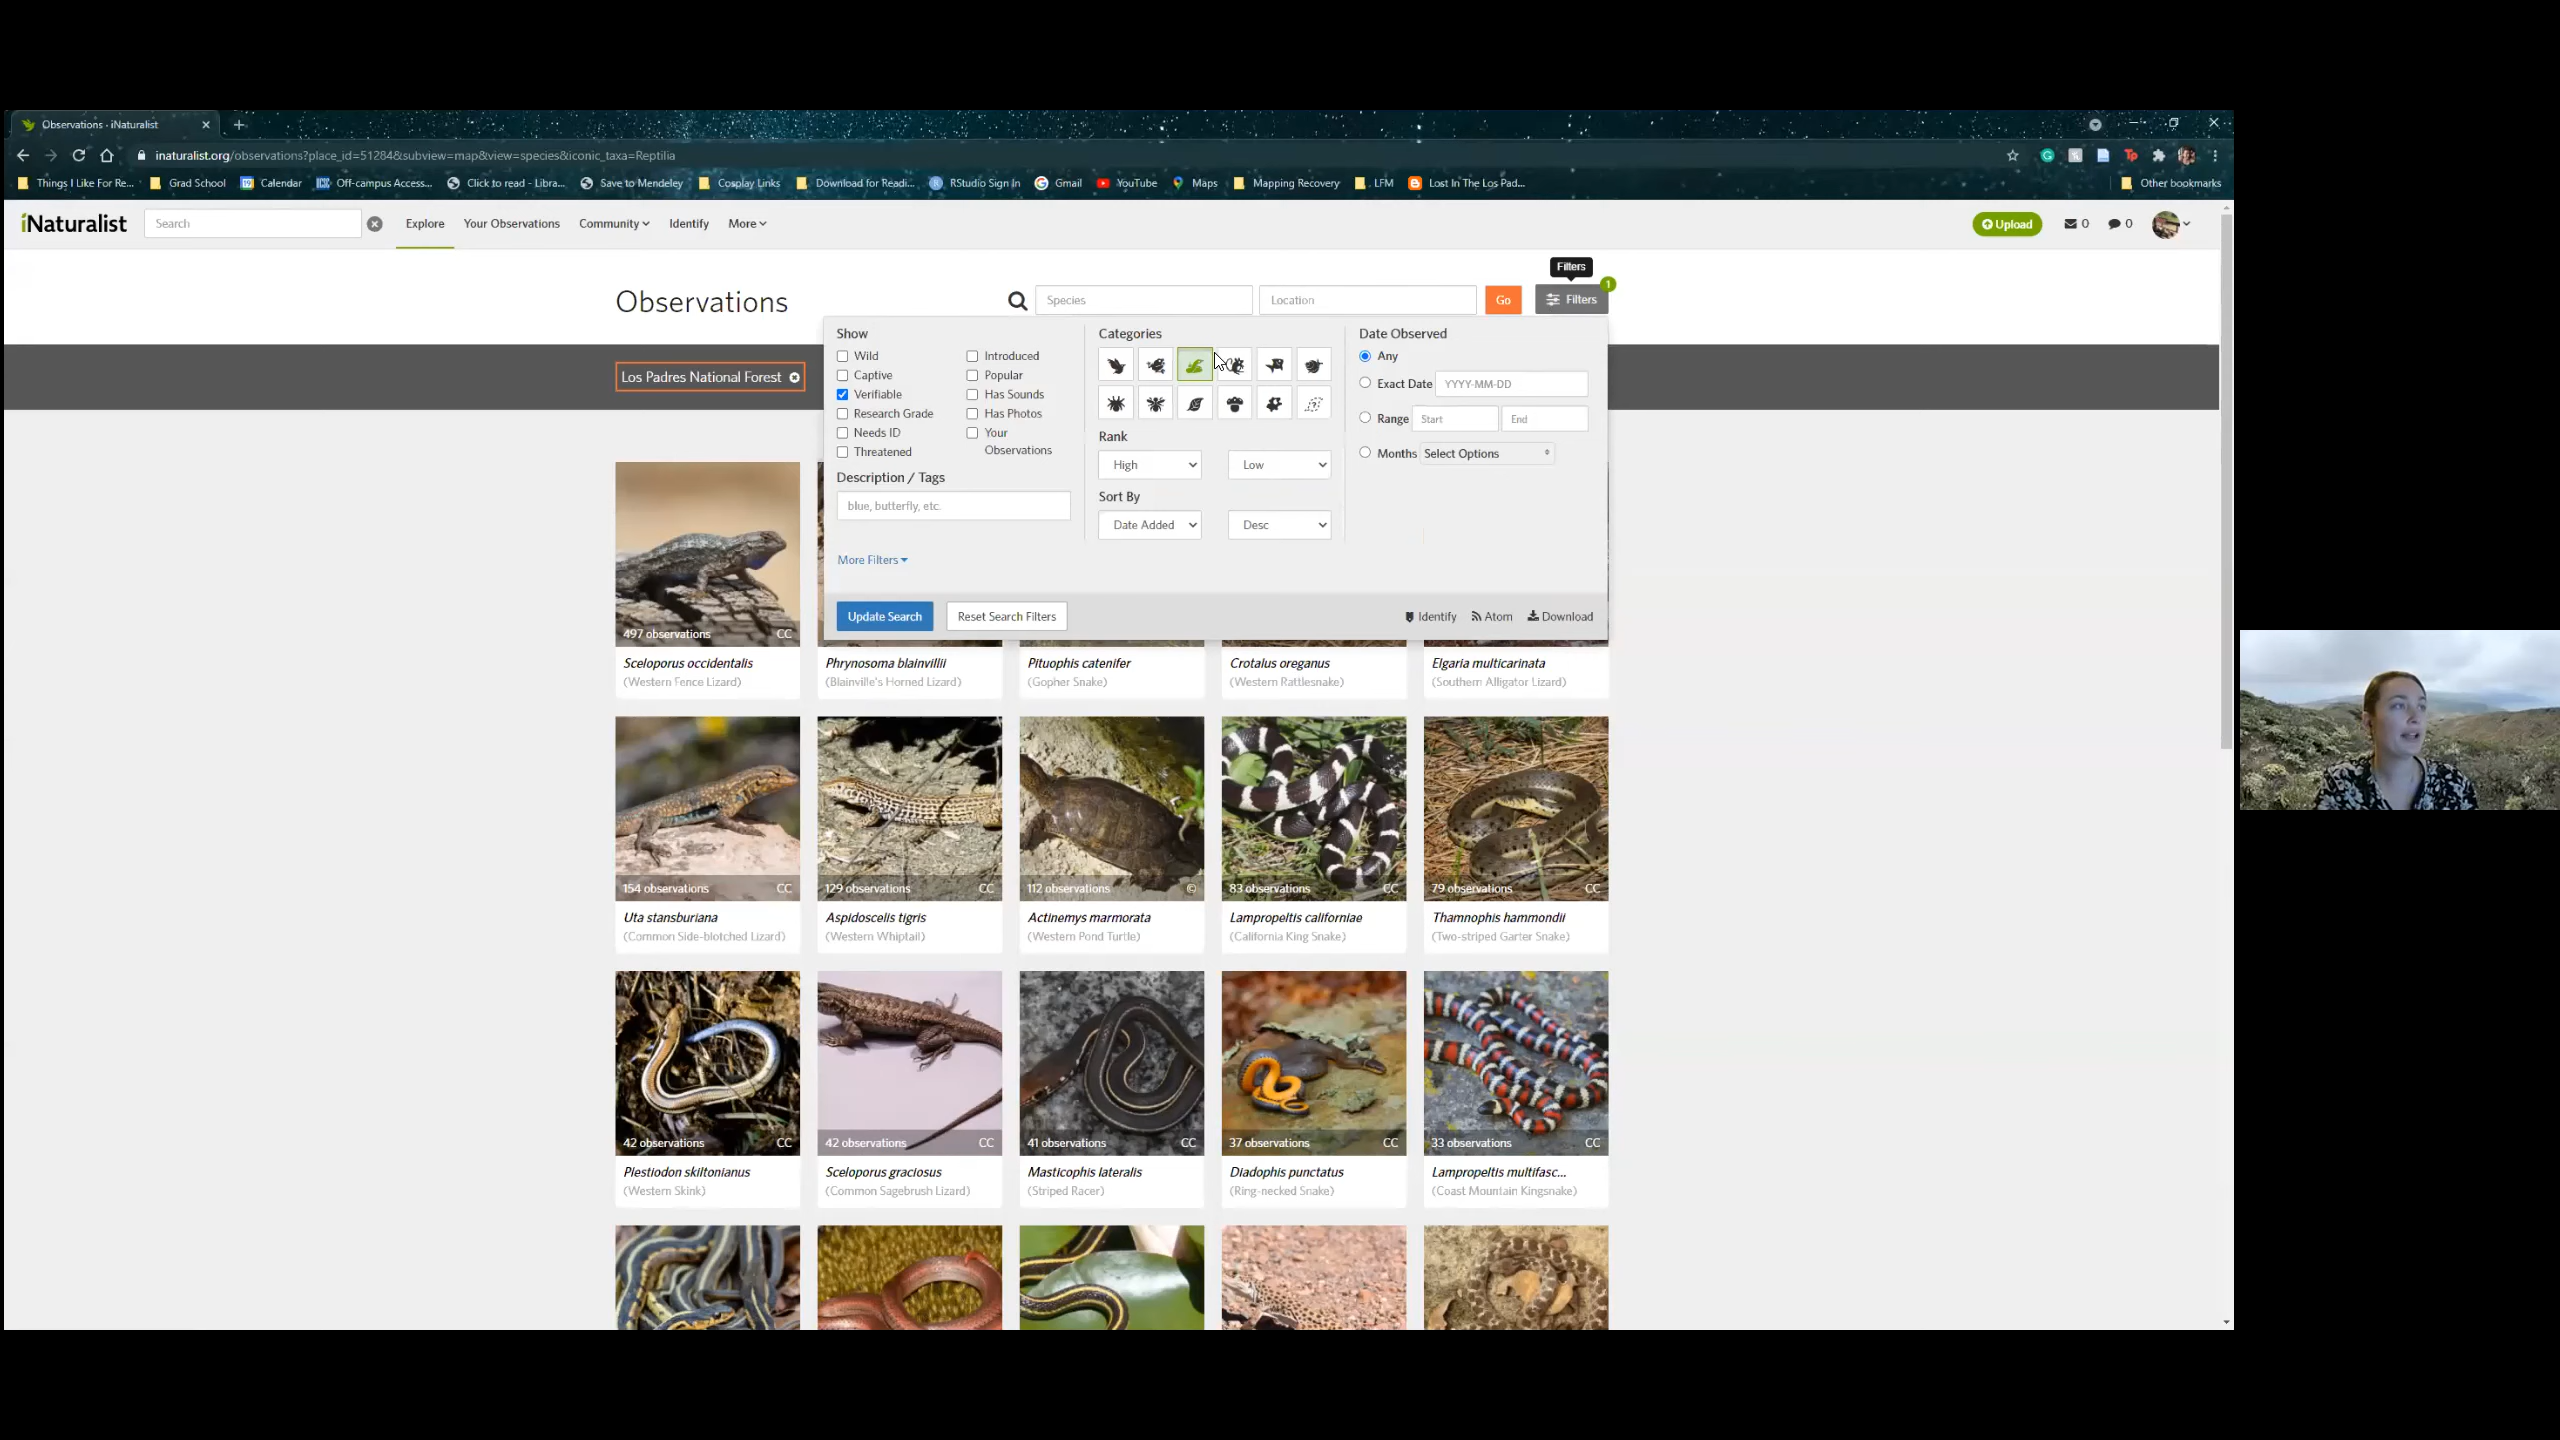 Observations · iNaturalist
inaturalist.org/observations?place_id=51284&subview=map&view=species&iconic_taxa=Reptilia
Things I Like For Re... Grad School Calendar Off-campus Access... Click to read - Libra... Save to Mendeley Cosplay Links Download for Readi... RStudio Sign In Gmail YouTube Maps Mapping Recovery LFM Lost In The Los Pad... Other bookmarks
iNaturalist Search Explore Your Observations Community Identify More Upload 0 0
Filters
1
Observations Species Location Go Filters
Los Padres National Forest
Show
Wild
Captive
Verifiable
Research Grade
Needs ID
Threatened
Introduced
Popular
Has Sounds
Has Photos
Your
Observations
Description / Tags
blue, butterfly, etc.
More Filters
Categories
Rank
High Low
Sort By
Date Added Desc
Date Observed
Any
Exact Date YYYY-MM-DD
Range Start End
Months Select Options
Update Search Reset Search Filters Identify Atom Download
497 observations CC
Sceloporus occidentalis
(Western Fence Lizard)
Phrynosoma blainvillii
(Blainville's Horned Lizard)
Pituophis catenifer
(Gopher Snake)
Crotalus oreganus
(Western Rattlesnake)
Elgaria multicarinata
(Southern Alligator Lizard)
154 observations CC
Uta stansburiana
(Common Side-blotched Lizard)
129 observations CC
Aspidoscelis tigris
(Western Whiptail)
112 observations ©
Actinemys marmorata
(Western Pond Turtle)
83 observations CC
Lampropeltis californiae
(California King Snake)
79 observations CC
Thamnophis hammondii
(Two-striped Garter Snake)
42 observations CC
Plestiodon skiltonianus
(Western Skink)
42 observations CC
Sceloporus graciosus
(Common Sagebrush Lizard)
41 observations CC
Masticophis lateralis
(Striped Racer)
37 observations CC
Diadophis punctatus
(Ring-necked Snake)
33 observations CC
Lampropeltis multifasc...
(Coast Mountain Kingsnake)